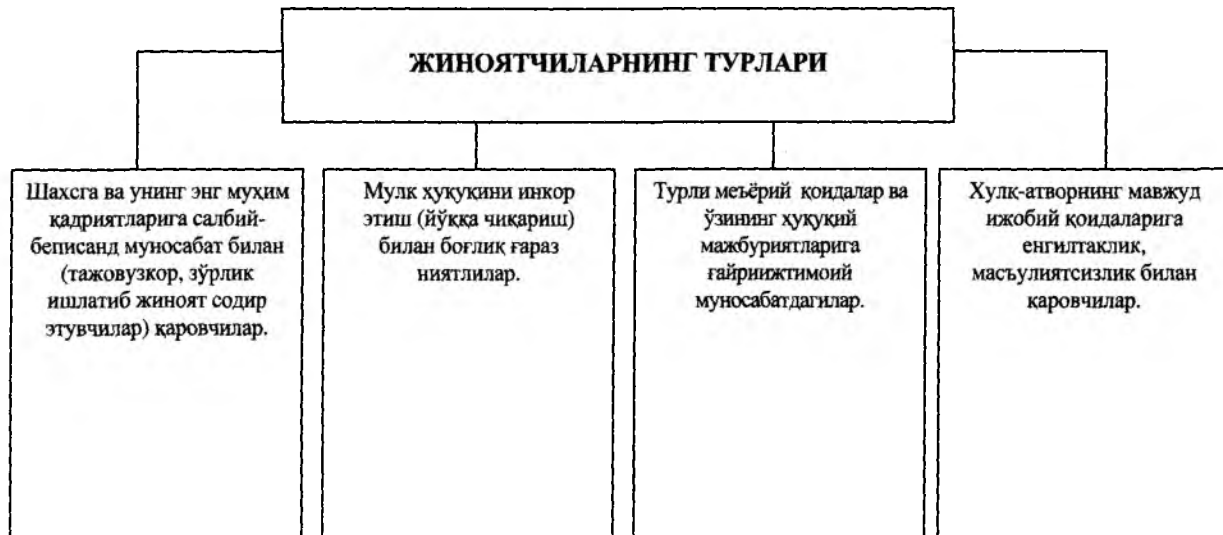 ЖИНОЯТЧИЛАРНИНГ ТУРЛАРИ
Шахсга ва унинг энг муҳим
қадриятларига салбий-
беписанд муносабат билан
(тажовузкор, зўрлик
ишлатиб жиноят содир
этувчилар) қаровчилар.
Мулк ҳуқуқини инкор
этиш (йўққа чиқариш)
билан боғлиқ ғараз
ниятлилар.
Турли меъёрий қоидалар ва
ўзининг ҳуқуқий
мажбуриятларига
ғайриижтимоий
муносабатдагилар.
Хулқ-атворнинг мавжуд
ижобий қоидаларига
енгилтаклик,
масъулиятсизлик билан
қаровчилар.